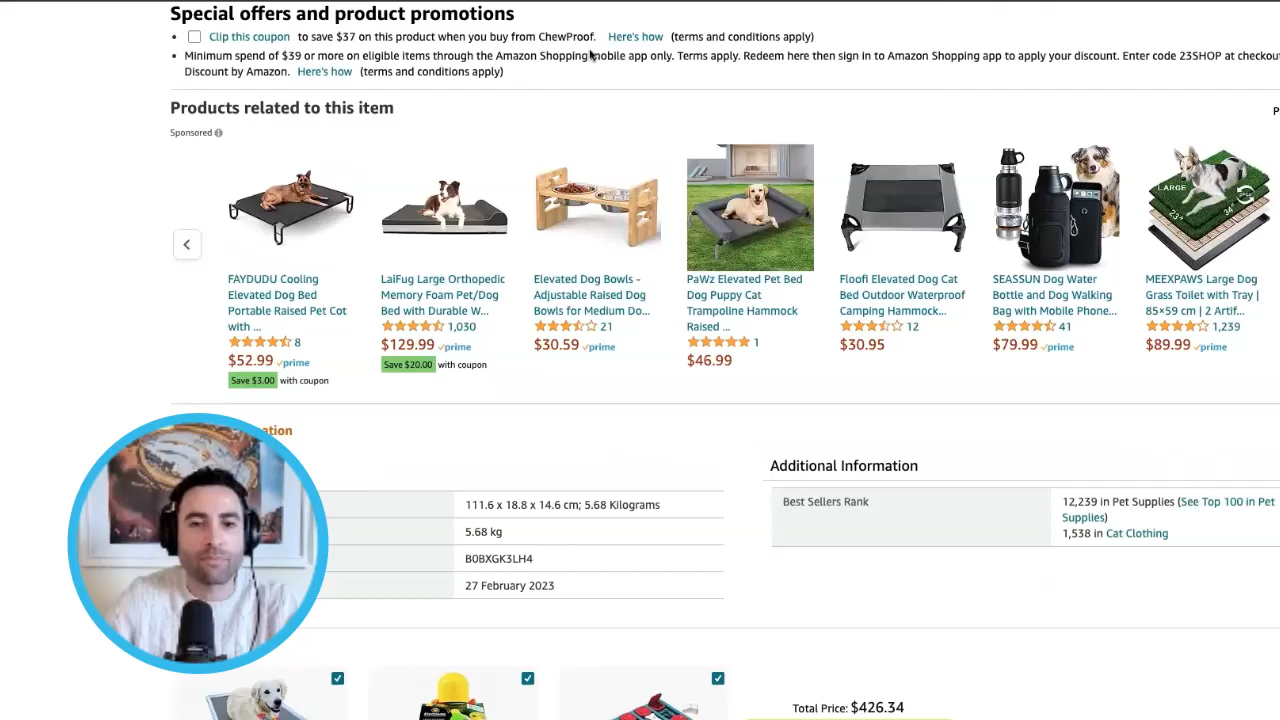 Special offers and product promotions
Clip this coupon to save $37 on this product when you buy from ChewProof. Here's how (terms and conditions apply)
Minimum spend of $39 or more on eligible items through the Amazon Shopping mobile app only. Terms apply. Redeem here then sign in to Amazon Shopping app to apply your discount. Enter code 23SHOP at checkout
Discount by Amazon. Here's how (terms and conditions apply)
Products related to this item
P
Sponsored
FAYDUDU Cooling
Elevated Dog Bed
Portable Raised Pet Cot
with ...
8
$52.99 prime
Save $3.00 with coupon
LaiFug Large Orthopedic
Memory Foam Pet/Dog
Bed with Durable W...
1,030
$129.99 prime
Save $20.00 with coupon
Elevated Dog Bowls -
Adjustable Raised Dog
Bowls for Medium Do...
21
$30.59 prime
PaWz Elevated Pet Bed
Dog Puppy Cat
Trampoline Hammock
Raised ...
1
$46.99
Floofi Elevated Dog Cat
Bed Outdoor Waterproof
Camping Hammock...
12
$30.95
SEASSUN Dog Water
Bottle and Dog Walking
Bag with Mobile Phone...
41
$79.99 prime
LARGE
23"
34"
MEEXPAWS Large Dog
Grass Toilet with Tray |
85×59 cm | 2 Artif...
1,239
$89.99 prime
ation
111.6 x 18.8 x 14.6 cm; 5.68 Kilograms
5.68 kg
B0BXGK3LH4
27 February 2023
Additional Information
Best Sellers Rank
12,239 in Pet Supplies (See Top 100 in Pet
Supplies)
1,538 in Cat Clothing
Total Price: $426.34